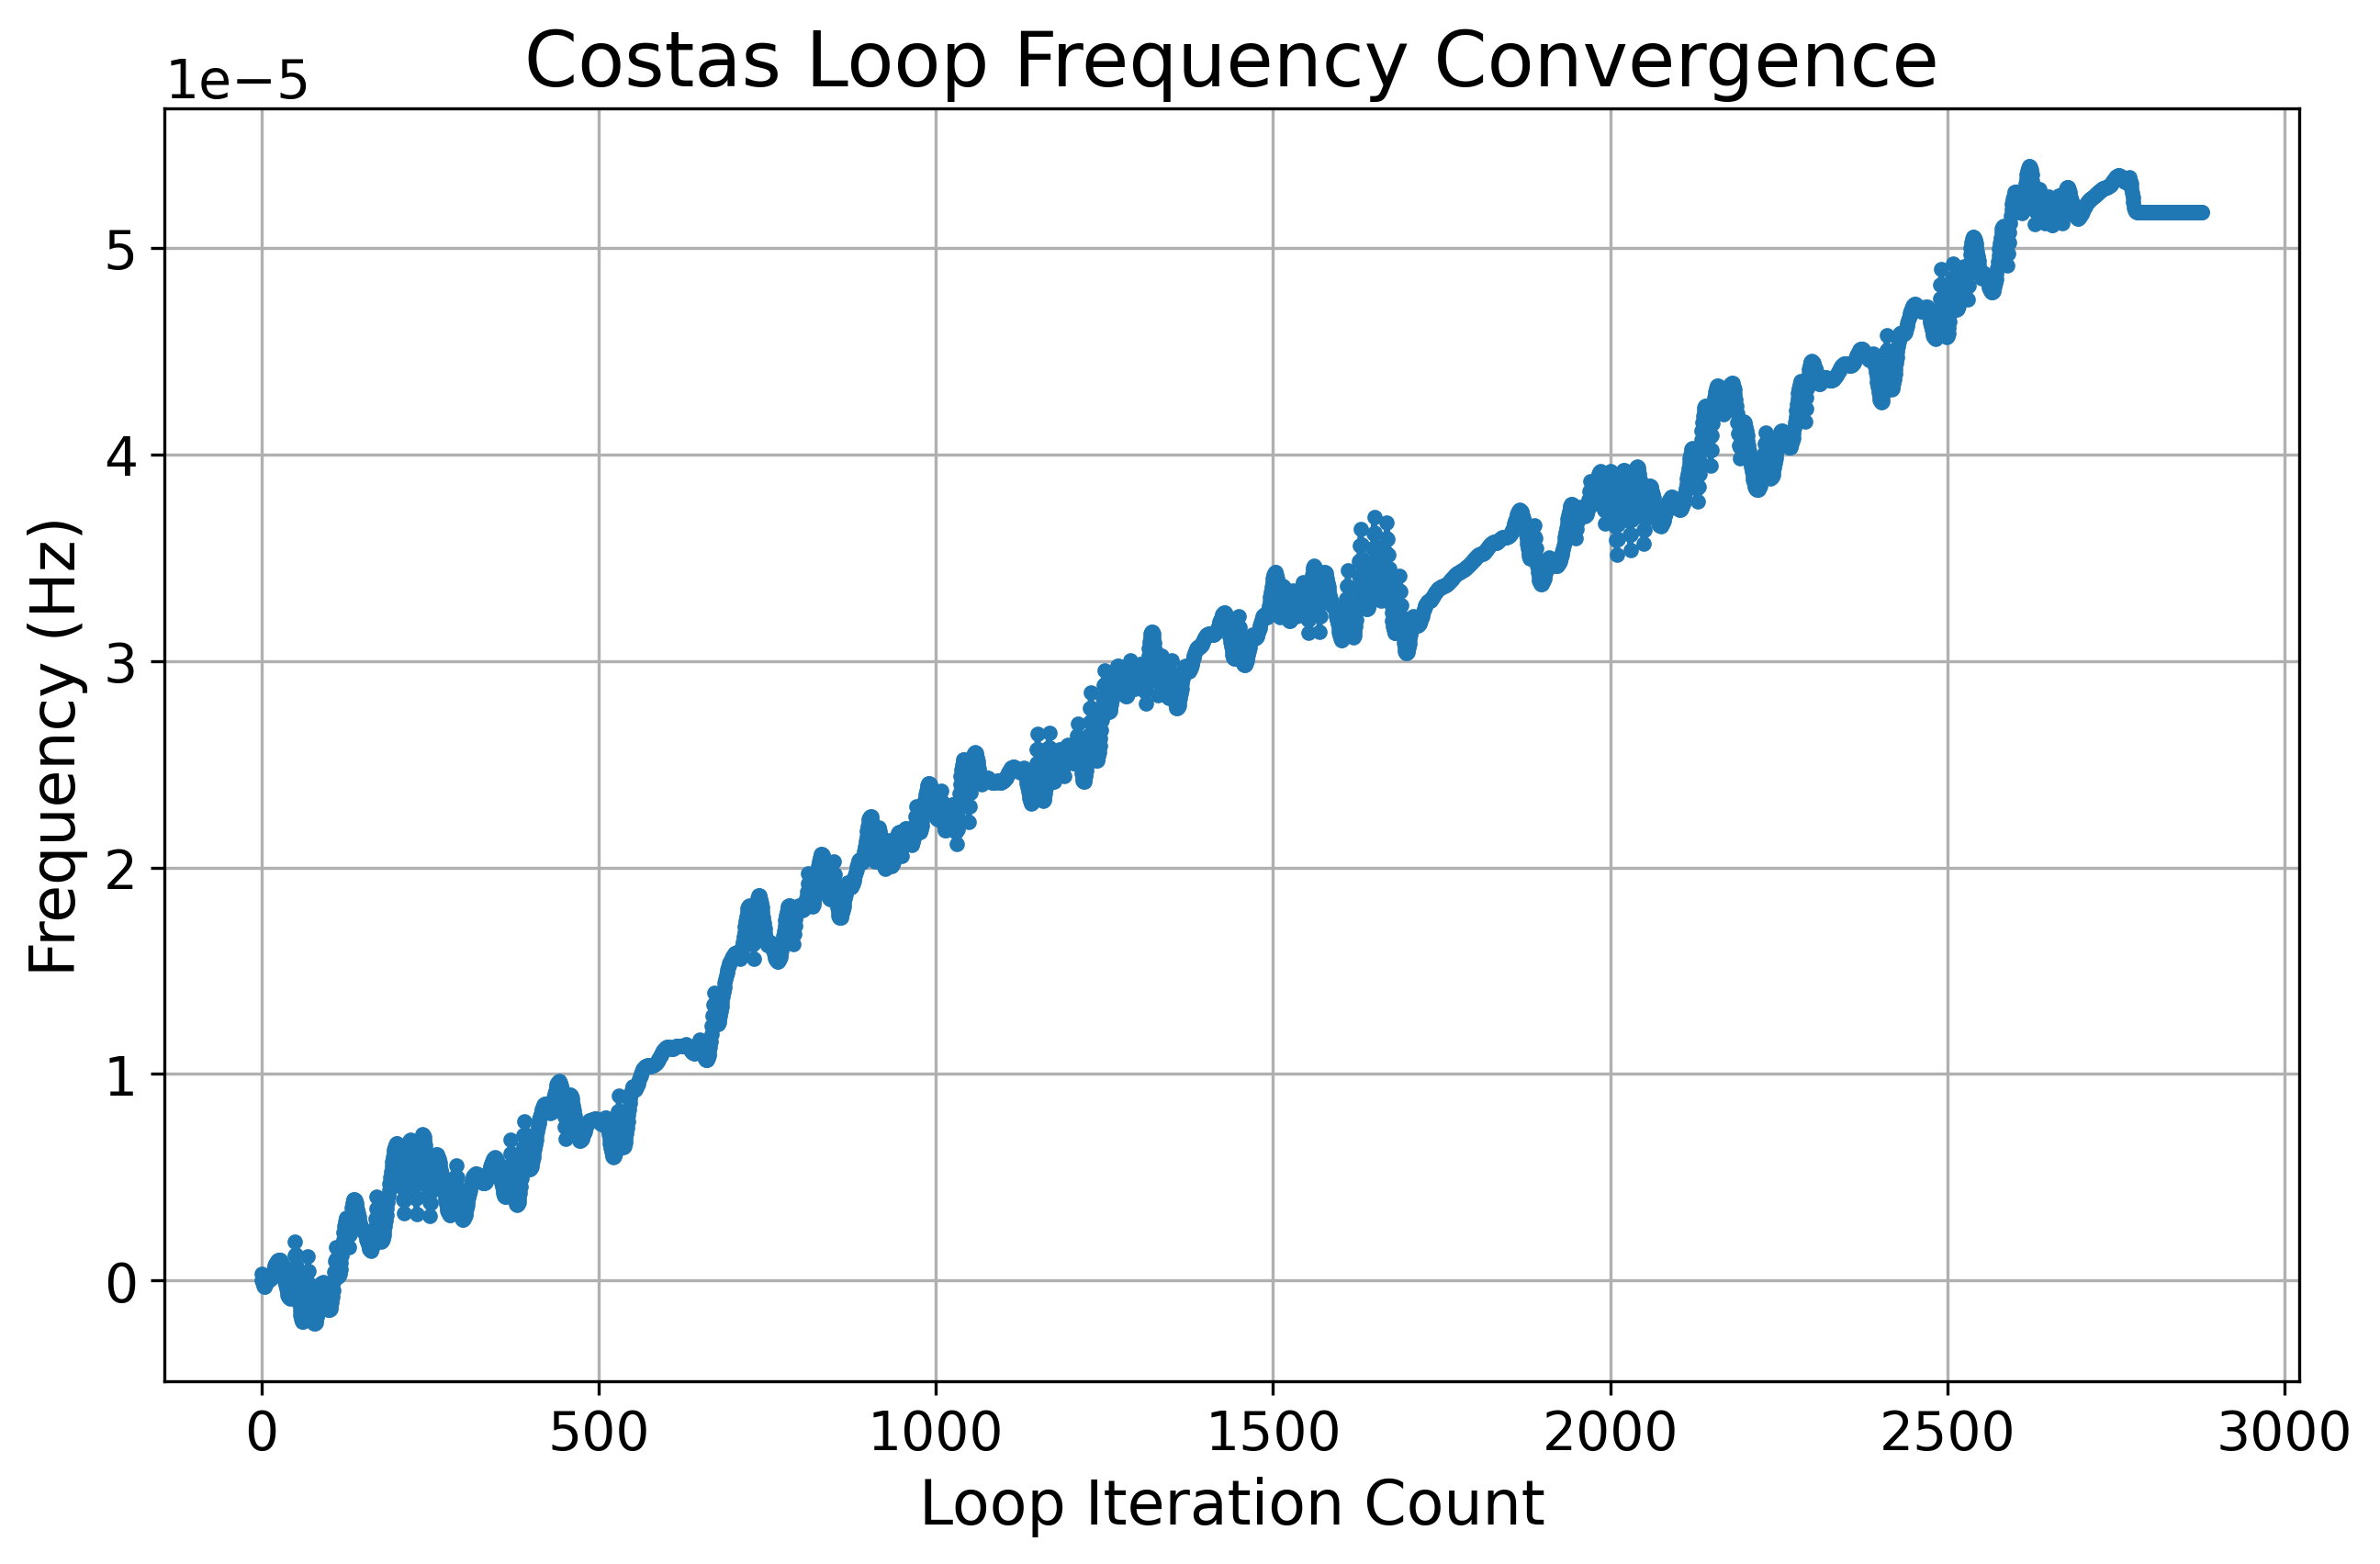 Costas Loop Frequency Convergence
1e−5
Frequency (Hz)
5
4
3
2
1
0
0 500 1000 1500 2000 2500 3000
Loop Iteration Count